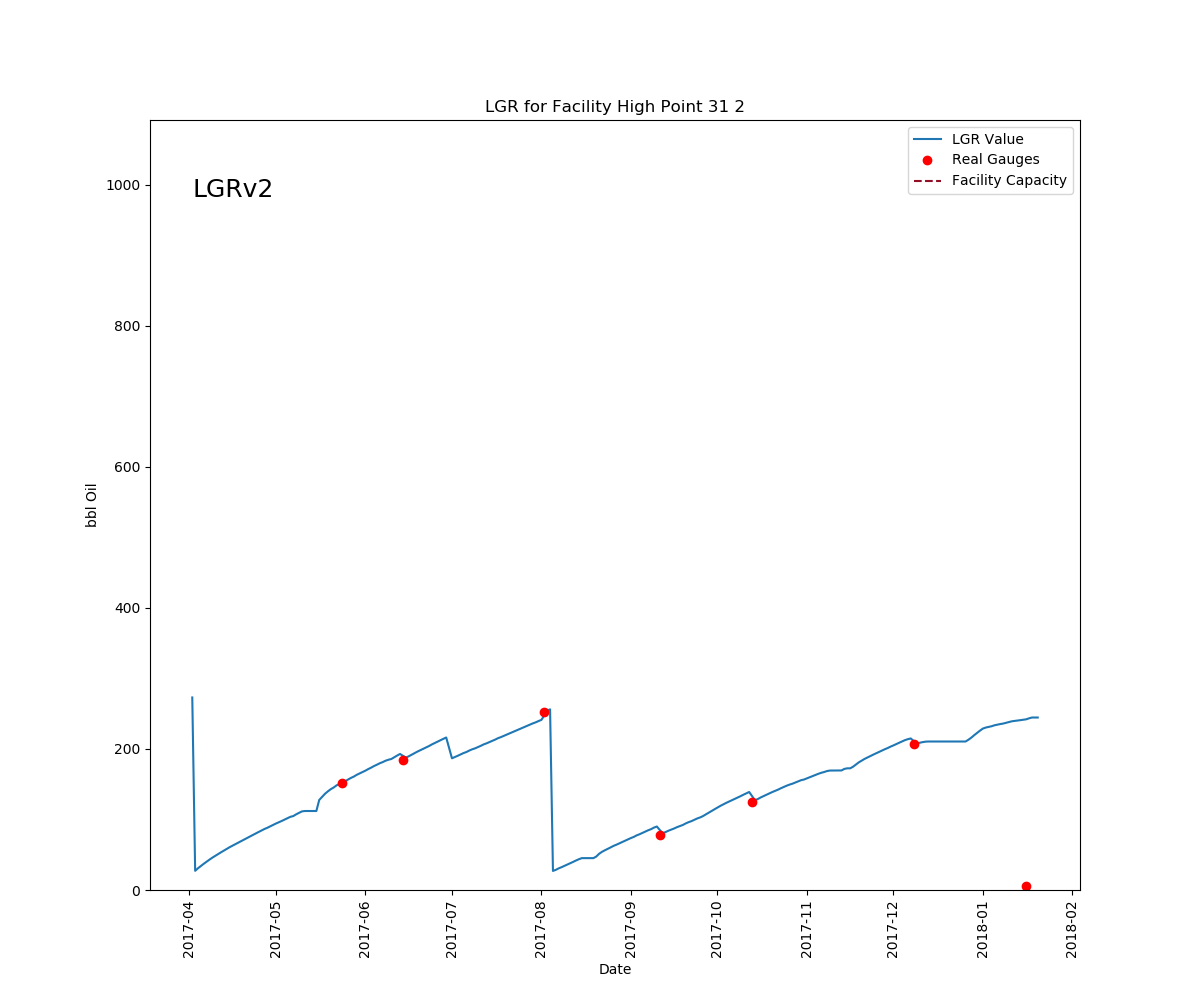 LGR for Facility High Point 31 2
LGRv2
LGR Value
Real Gauges
Facility Capacity
bbl Oil
1000
800
600
400
200
0
2017-04
2017-05
2017-06
2017-07
2017-08
2017-09
2017-10
2017-11
2017-12
2018-01
2018-02
Date